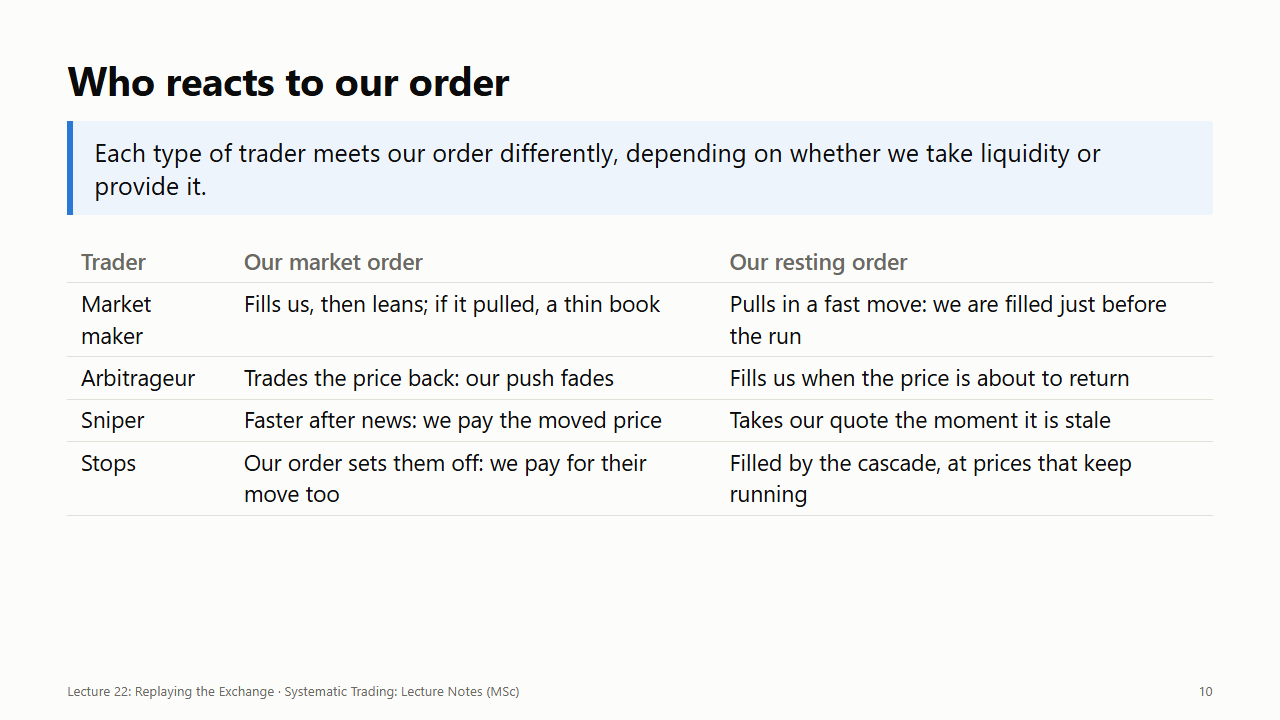 Who reacts to our order
Each type of trader meets our order differently, depending on whether we take liquidity or
provide it.
Trader Our market order Our resting order
Market maker Fills us, then leans; if it pulled, a thin book Pulls in a fast move: we are filled just before the run
Arbitrageur Trades the price back: our push fades Fills us when the price is about to return
Sniper Faster after news: we pay the moved price Takes our quote the moment it is stale
Stops Our order sets them off: we pay for their move too Filled by the cascade, at prices that keep running
Lecture 22: Replaying the Exchange · Systematic Trading: Lecture Notes (MSc) 10